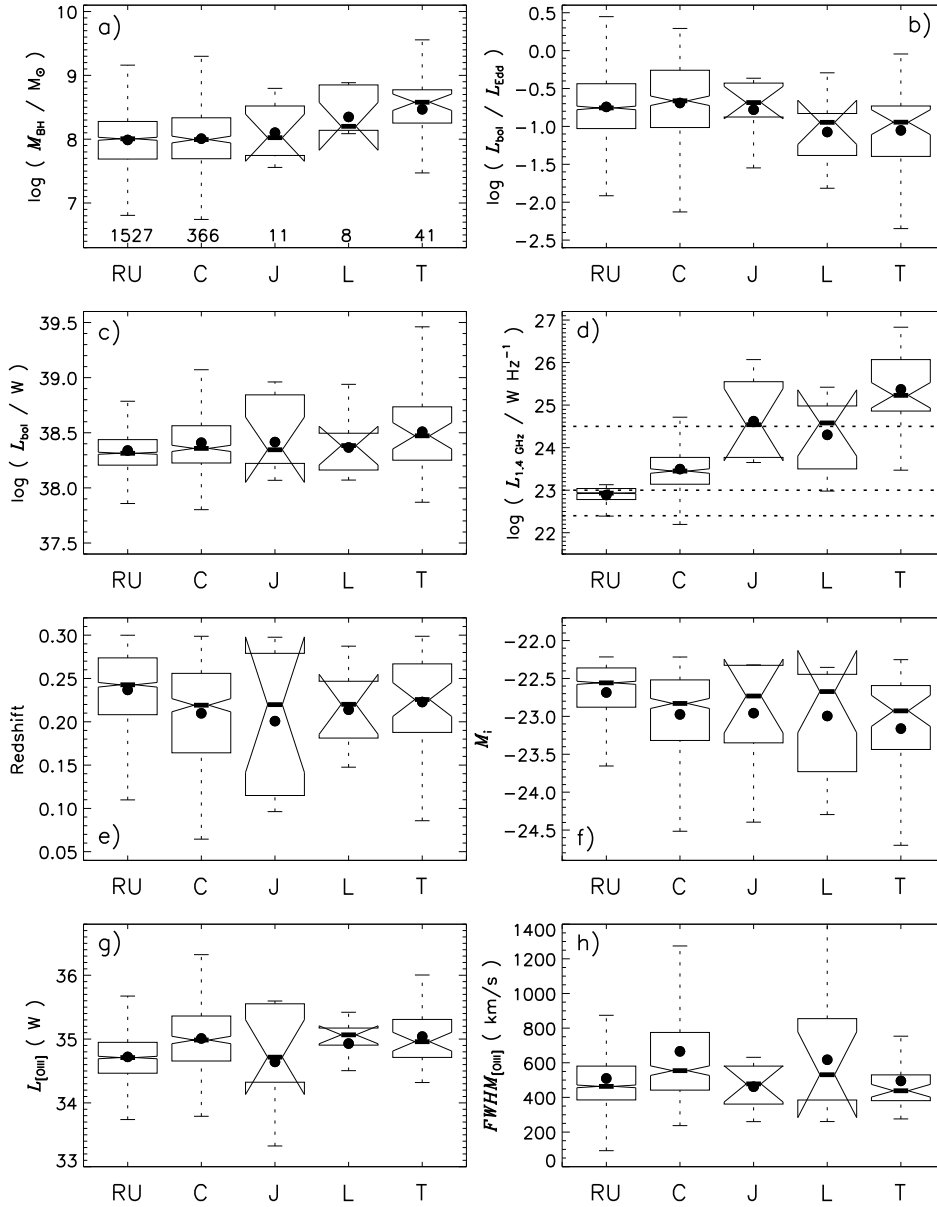 a)
log ( M_BH / M_⊙ )
10
9
8
7
1527 366 11 8 41
RU C J L T
b)
log ( L_bol / L_Edd )
0.5
0.0
−0.5
−1.0
−1.5
−2.0
−2.5
RU C J L T
c)
log ( L_bol / W )
39.5
39.0
38.5
38.0
37.5
RU C J L T
d)
log ( L_1.4 GHz / W Hz⁻¹ )
27
26
25
24
23
22
RU C J L T
e)
Redshift
0.30
0.25
0.20
0.15
0.10
0.05
RU C J L T
f)
M_i
−22.0
−22.5
−23.0
−23.5
−24.0
−24.5
RU C J L T
g)
L_[OIII] ( W )
36
35
34
33
RU C J L T
h)
FWHM_[OIII] ( km/s )
1400
1200
1000
800
600
400
200
0
RU C J L T